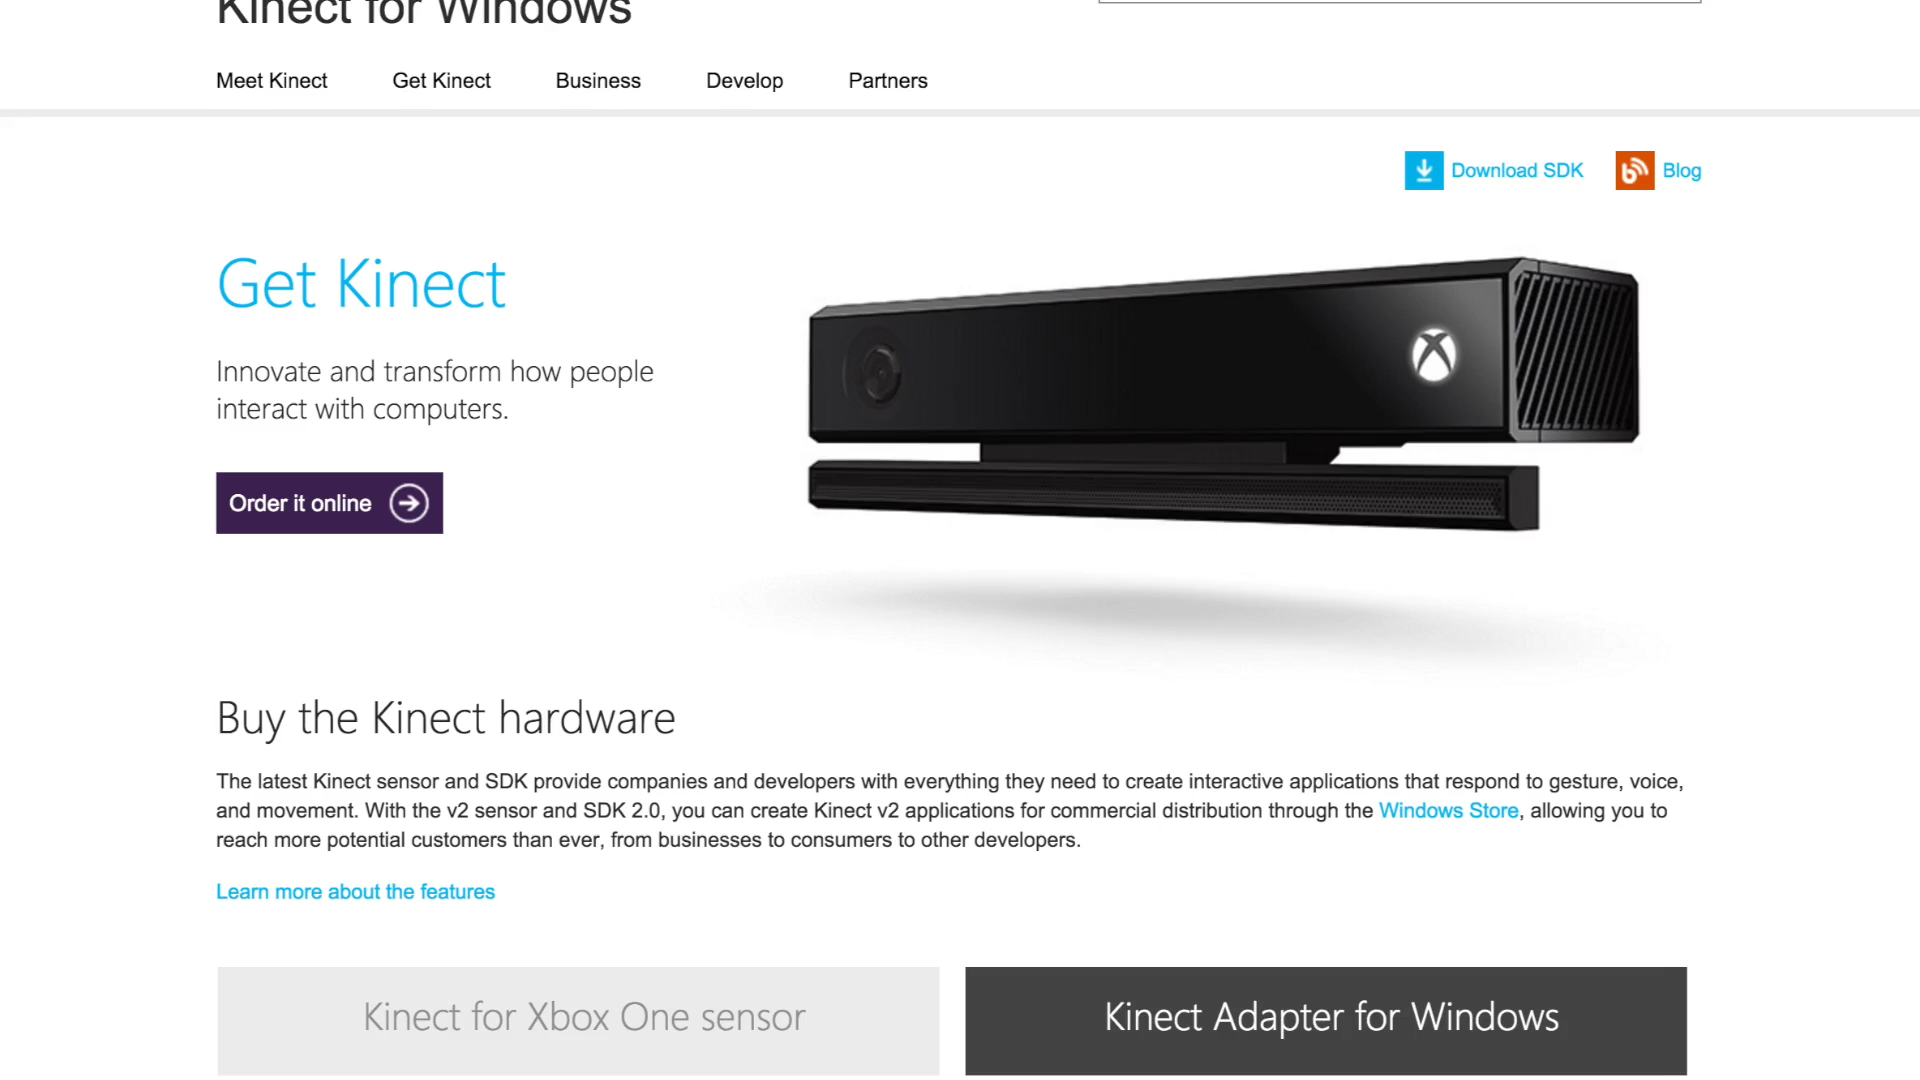 Kinect for Windows
Meet Kinect Get Kinect Business Develop Partners
Download SDK Blog
Get Kinect
Innovate and transform how people
interact with computers.
Order it online
Buy the Kinect hardware
The latest Kinect sensor and SDK provide companies and developers with everything they need to create interactive applications that respond to gesture, voice,
and movement. With the v2 sensor and SDK 2.0, you can create Kinect v2 applications for commercial distribution through the Windows Store, allowing you to
reach more potential customers than ever, from businesses to consumers to other developers.
Learn more about the features
Kinect for Xbox One sensor
Kinect Adapter for Windows